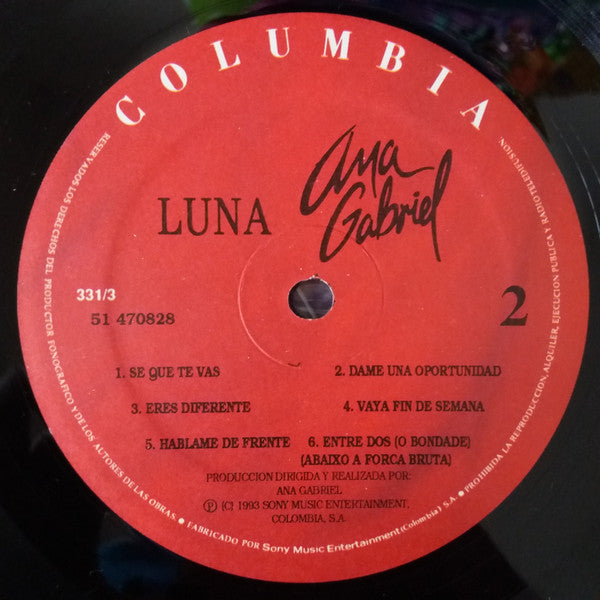 COLUMBIA
Ana
Gabriel
LUNA
331/3
51 470828
2
1. SE QUE TE VAS
2. DAME UNA OPORTUNIDAD
3. ERES DIFERENTE
4. VAYA FIN DE SEMANA
5. HABLAME DE FRENTE
6. ENTRE DOS (O BONDADE)
(ABAIXO A FORCA BRUTA)
PRODUCCION DIRIGIDA Y REALIZADA POR:
ANA GABRIEL
Ⓟ (C) 1993 SONY MUSIC ENTERTAINMENT,
COLOMBIA, S.A.
RESERVADOS LOS DERECHOS DEL PRODUCTOR FONOGRAFICO Y DE LOS AUTORES DE LAS OBRAS. ● FABRICADO POR Sony Music Entertainment (Colombia) S.A. ● PROHIBIDA LA REPRODUCCION, ALQUILER, EJECUCION PUBLICA Y RADIOTELEDIFUSION.